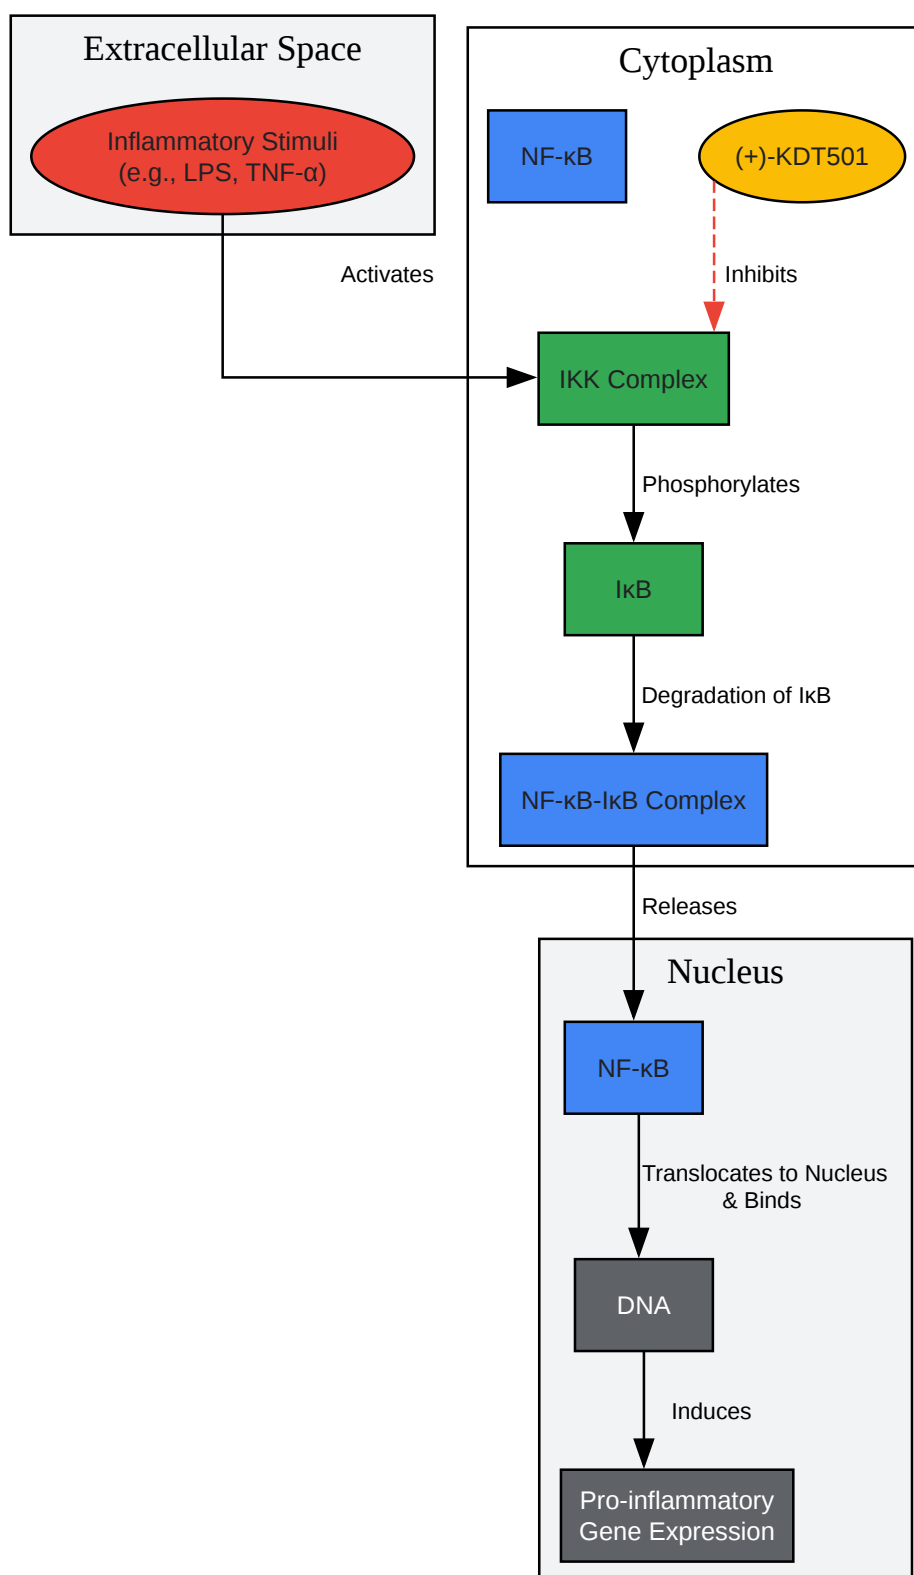 Extracellular Space
Inflammatory Stimuli
(e.g., LPS, TNF-α)
Cytoplasm
NF-κB
(+)-KDT501
Activates
Inhibits
IKK Complex
Phosphorylates
IκB
Degradation of IκB
NF-κB-IκB Complex
Releases
Nucleus
NF-κB
Translocates to Nucleus
& Binds
DNA
Induces
Pro-inflammatory
Gene Expression